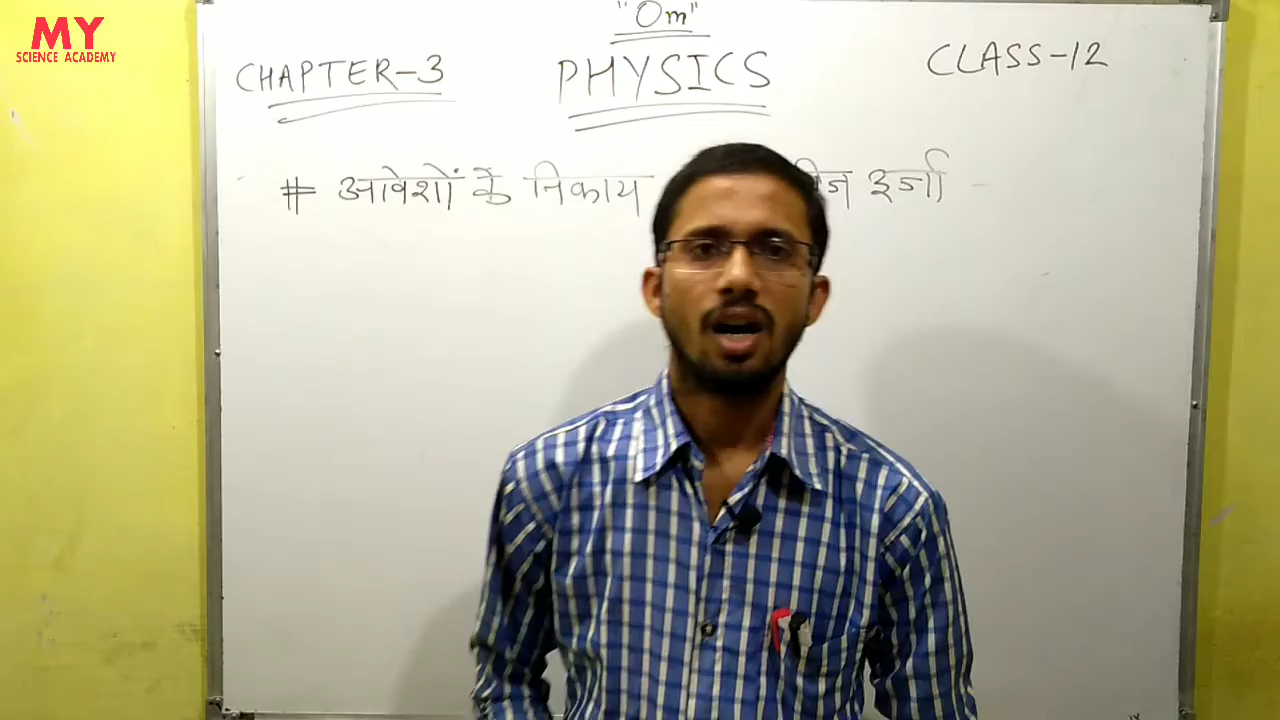 MY
SCIENCE ACADEMY
"Om"
CHAPTER-3 PHYSICS CLASS-12
# आवेशों के निकाय ऊर्जा